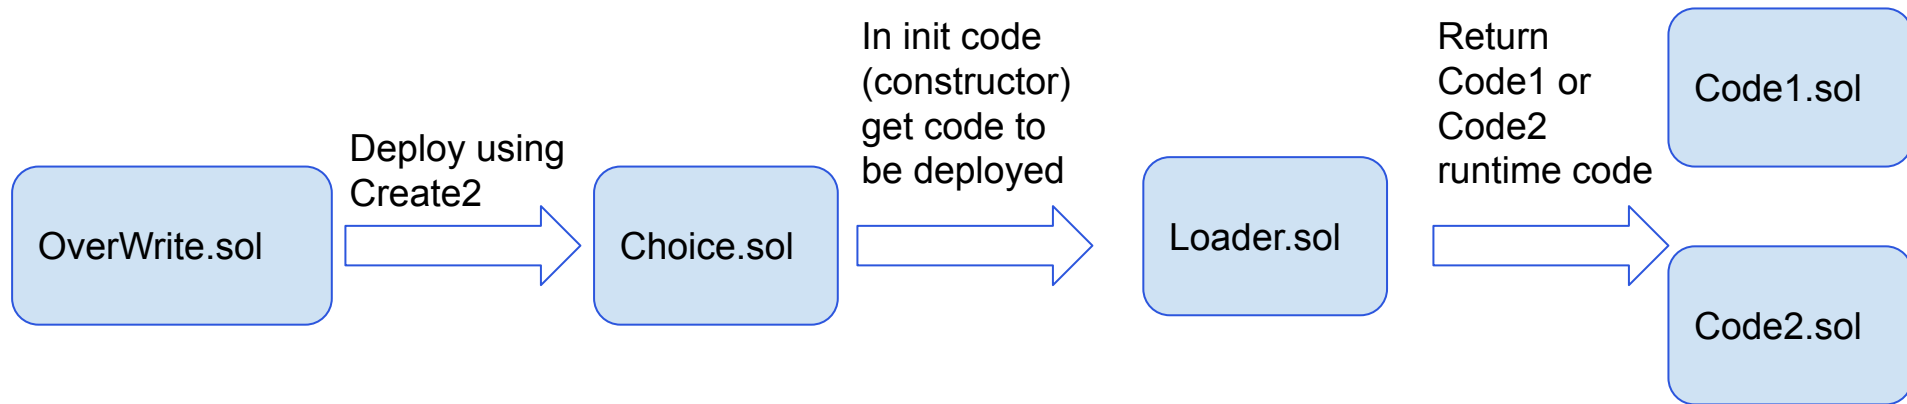 OverWrite.sol
Deploy using
Create2
Choice.sol
In init code
(constructor)
get code to
be deployed
Loader.sol
Return
Code1 or
Code2
runtime code
Code1.sol
Code2.sol